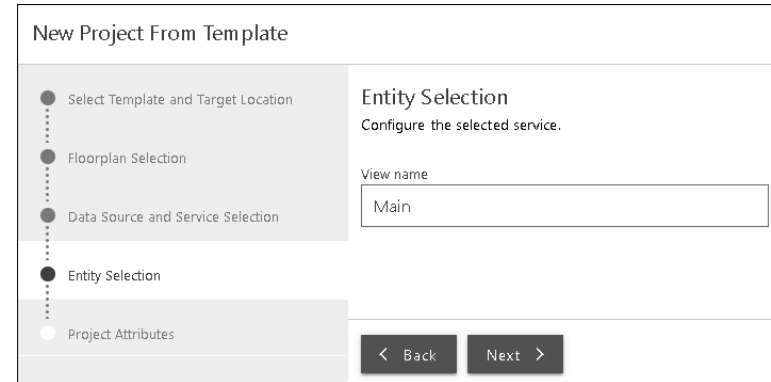 New Project From Template
Select Template and Target Location
Floorplan Selection
Data Source and Service Selection
Entity Selection
Project Attributes
Entity Selection
Configure the selected service.
View name
Main
Back
Next